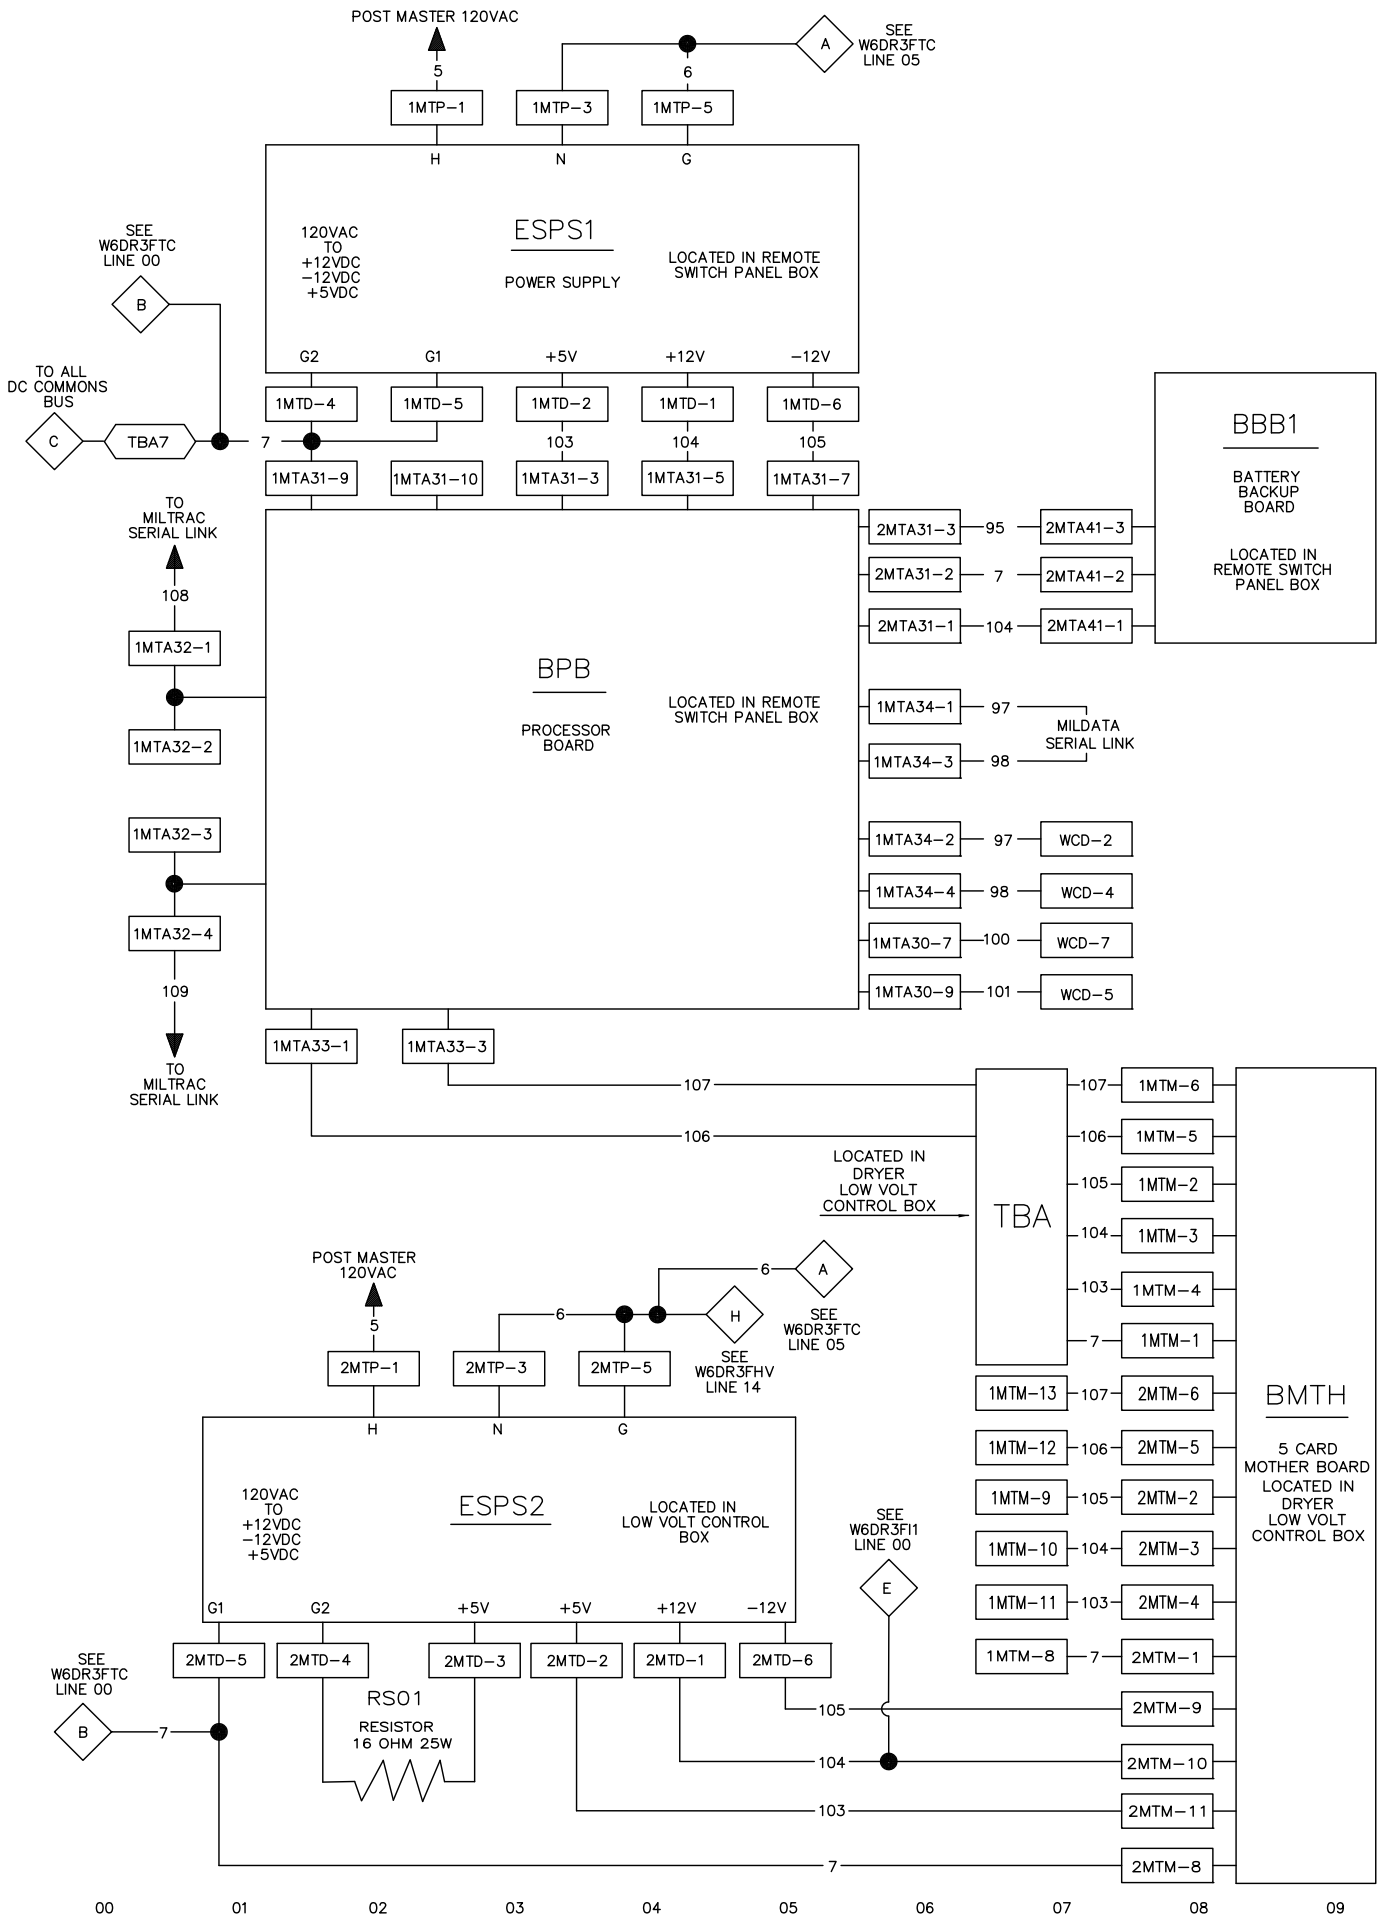 POST MASTER 120VAC
5
6
A
SEE
W6DR3FTC
LINE 05
1MTP-1
1MTP-3
1MTP-5
H
N
G
120VAC
TO
+12VDC
-12VDC
+5VDC
ESPS1
POWER SUPPLY
LOCATED IN REMOTE
SWITCH PANEL BOX
SEE
W6DR3FTC
LINE 00
B
G2
G1
+5V
+12V
-12V
TO ALL
DC COMMONS
BUS
C
TBA7
7
1MTD-4
1MTD-5
1MTD-2
1MTD-1
1MTD-6
103
104
105
1MTA31-9
1MTA31-10
1MTA31-3
1MTA31-5
1MTA31-7
BBB1
BATTERY
BACKUP
BOARD
LOCATED IN
REMOTE SWITCH
PANEL BOX
TO
MILTRAC
SERIAL LINK
108
1MTA32-1
1MTA32-2
1MTA32-3
1MTA32-4
109
TO
MILTRAC
SERIAL LINK
BPB
PROCESSOR
BOARD
LOCATED IN REMOTE
SWITCH PANEL BOX
2MTA31-3
95
2MTA41-3
2MTA31-2
7
2MTA41-2
2MTA31-1
104
2MTA41-1
1MTA34-1
97
MILDATA
SERIAL LINK
1MTA34-3
98
1MTA34-2
97
WCD-2
1MTA34-4
98
WCD-4
1MTA30-7
100
WCD-7
1MTA30-9
101
WCD-5
1MTA33-1
1MTA33-3
107
106
LOCATED IN
DRYER
LOW VOLT
CONTROL BOX
TBA
107
1MTM-6
106
1MTM-5
105
1MTM-2
104
1MTM-3
103
1MTM-4
7
1MTM-1
1MTM-13
107
2MTM-6
1MTM-12
106
2MTM-5
1MTM-9
105
2MTM-2
1MTM-10
104
2MTM-3
1MTM-11
103
2MTM-4
1MTM-8
7
2MTM-1
BMTH
5 CARD
MOTHER BOARD
LOCATED IN
DRYER
LOW VOLT
CONTROL BOX
POST MASTER
120VAC
5
6
6
A
SEE
W6DR3FTC
LINE 05
H
SEE
W6DR3FHV
LINE 14
2MTP-1
2MTP-3
2MTP-5
H
N
G
120VAC
TO
+12VDC
-12VDC
+5VDC
ESPS2
LOCATED IN
LOW VOLT CONTROL
BOX
SEE
W6DR3FI1
LINE 00
E
G1
G2
+5V
+5V
+12V
-12V
2MTD-5
2MTD-4
2MTD-3
2MTD-2
2MTD-1
2MTD-6
SEE
W6DR3FTC
LINE 00
B
7
RS01
RESISTOR
16 OHM 25W
105
2MTM-9
104
2MTM-10
103
2MTM-11
7
2MTM-8
00 01 02 03 04 05 06 07 08 09